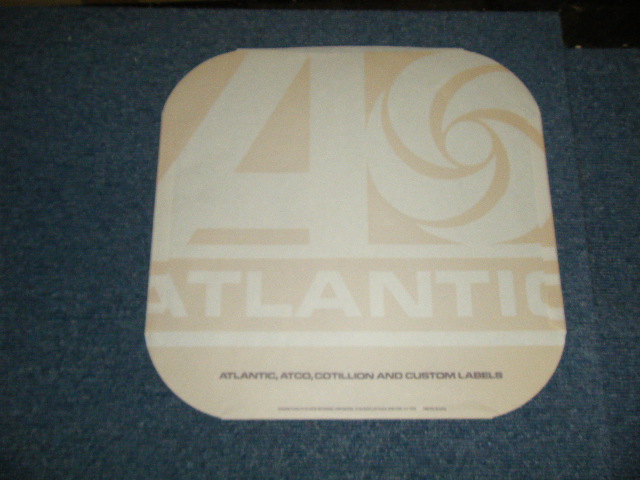 ATLANTIC
ATLANTIC, ATCO, COTILLION AND CUSTOM LABELS